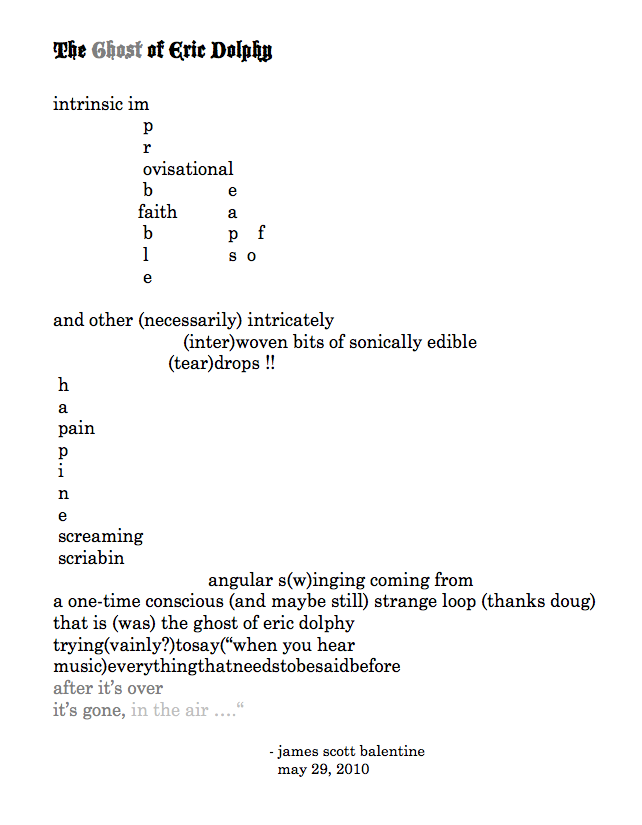 The Ghost of Eric Dolphy
intrinsic im
p
r
ovisational
b e
faith a
b p f
l s o
e
and other (necessarily) intricately
(inter)woven bits of sonically edible
(tear)drops !!
h
a
pain
p
i
n
e
screaming
scriabin
angular s(w)inging coming from
a one-time conscious (and maybe still) strange loop (thanks doug)
that is (was) the ghost of eric dolphy
trying(vainly?)tosay(“when you hear
music)everythingthatneedstobesaidbefore
after it’s over
it’s gone, in the air ….“
- james scott balentine
may 29, 2010